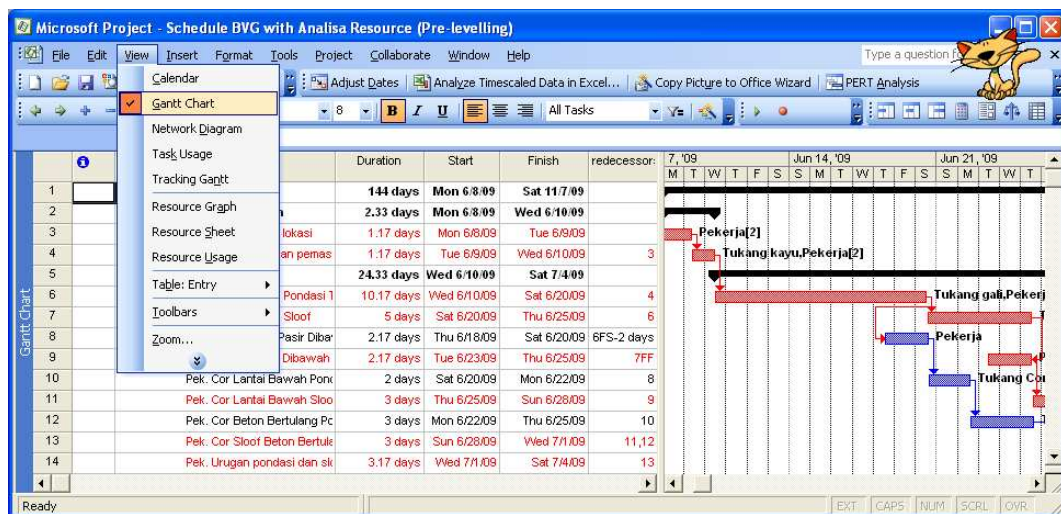 Microsoft Project - Schedule BVG with Analisa Resource (Pre-levelling)
File Edit View Insert Format Tools Project Collaborate Window Help Type a question f
Adjust Dates Analyze Timescaled Data in Excel... Copy Picture to Office Wizard PERT Analysis
8 B I U All Tasks
Calendar
Gantt Chart
Network Diagram
Task Usage
Tracking Gantt
Resource Graph
Resource Sheet
Resource Usage
Table: Entry
Toolbars
Zoom...
Gantt Chart
Duration Start Finish redecessor: 7, '09 Jun 14, '09 Jun 21, '09
M T W T F S S M T W T F S S M T W T
1 144 days Mon 6/8/09 Sat 11/7/09
2 2.33 days Mon 6/8/09 Wed 6/10/09
3 lokasi 1.17 days Mon 6/8/09 Tue 6/9/09 Pekerja[2]
4 an pemas 1.17 days Tue 6/9/09 Wed 6/10/09 3 Tukang kayu,Pekerja[2]
5 24.33 days Wed 6/10/09 Sat 7/4/09
6 Pondasi 10.17 days Wed 6/10/09 Sat 6/20/09 4 Tukang gali,Pekerj
7 Sloof 5 days Sat 6/20/09 Thu 6/25/09 6
8 Pasir Dibar 2.17 days Thu 6/18/09 Sat 6/20/09 6FS-2 days Pekerja
9 Dibawah 2.17 days Tue 6/23/09 Thu 6/25/09 7FF
10 Pek. Cor Lantai Bawah Pond 2 days Sat 6/20/09 Mon 6/22/09 8 Tukang Cor
11 Pek. Cor Lantai Bawah Sloo 3 days Thu 6/25/09 Sun 6/28/09 9
12 Pek. Cor Beton Bertulang Pc 3 days Mon 6/22/09 Thu 6/25/09 10
13 Pek. Cor Sloof Beton Bertula 3 days Sun 6/28/09 Wed 7/1/09 11,12
14 Pek. Urugan pondasi dan slo 3.17 days Wed 7/1/09 Sat 7/4/09 13
Ready EXT CAPS NUM SCRL OVR